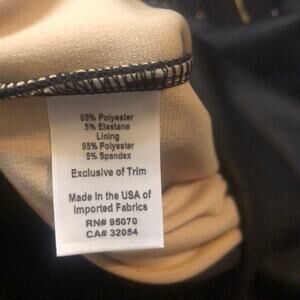 95% Polyester
5% Elastane
Lining
95% Polyester
5% Spandex
Exclusive of Trim
Made in the USA of
Imported Fabrics
RN# 95070
CA# 32054